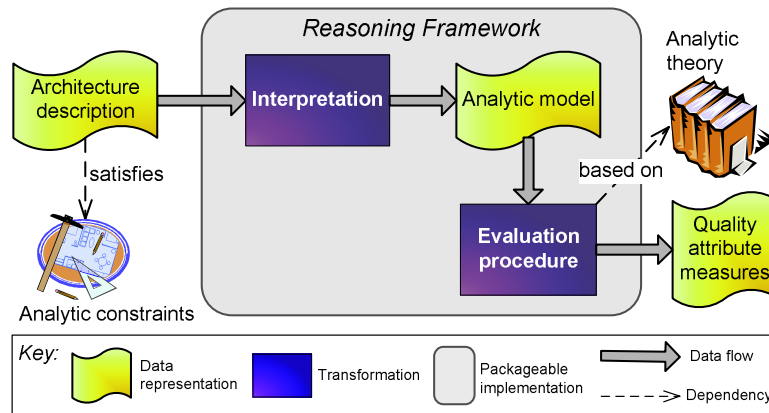 Reasoning Framework
Analytic
theory
Architecture
description
Interpretation
Analytic model
satisfies
based on
Evaluation
procedure
Quality
attribute
measures
Analytic constraints
Key:
Data
representation
Transformation
Packageable
implementation
Data flow
Dependency